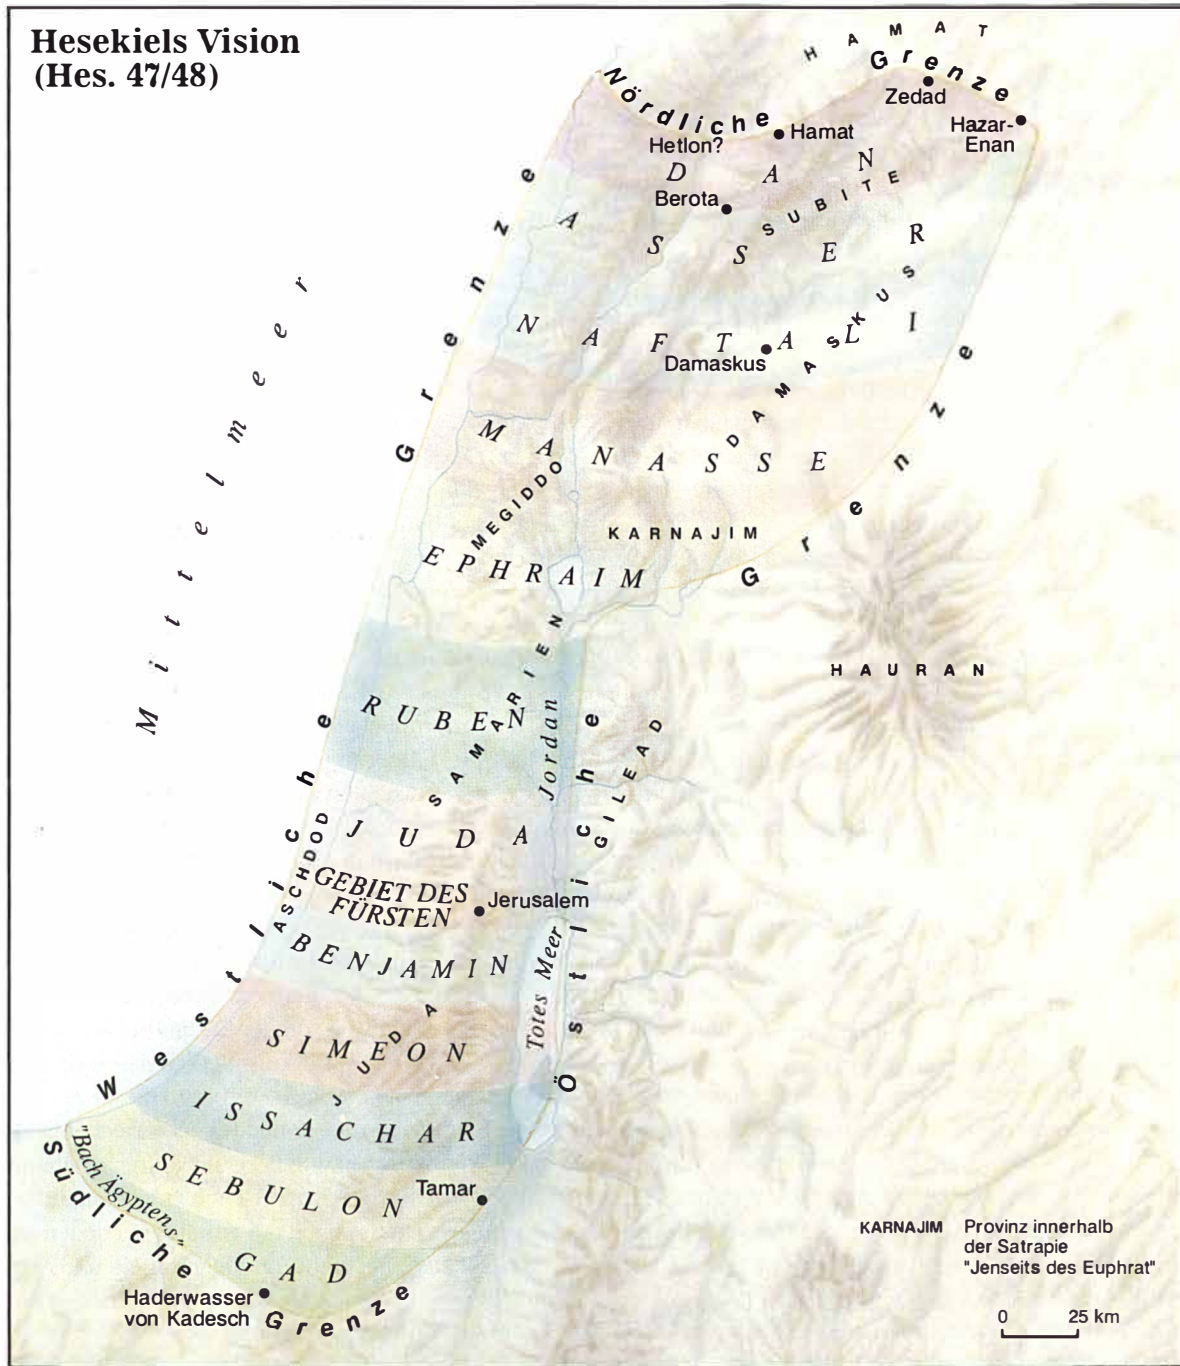 Hesekiels Vision
(Hes. 47/48)
HAMAT
Nördliche Grenze
Zedad
Hazar-
Enan
Hamat
Hetlon?
DAN
Berota
SUBITE
ASSER
NAFTALI
Damaskus
DAMASKUS
MANASSE
MEGIDDO
KARNAJIM
EPHRAIM
HAURAN
Mittelmeer
Westliche Grenze
Östliche Grenze
RUBEN
SAMARIEN
Jordan
GILEAD
JUDA
ASCHDOD
GEBIET DES
FÜRSTEN
Jerusalem
BENJAMIN
Totes Meer
SIMEON
JUDA
ISSACHAR
SEBULON
Tamar
"Bach Ägyptens"
GAD
Südliche Grenze
Haderwasser
von Kadesch
KARNAJIM Provinz innerhalb
der Satrapie
"Jenseits des Euphrat"
0 25 km